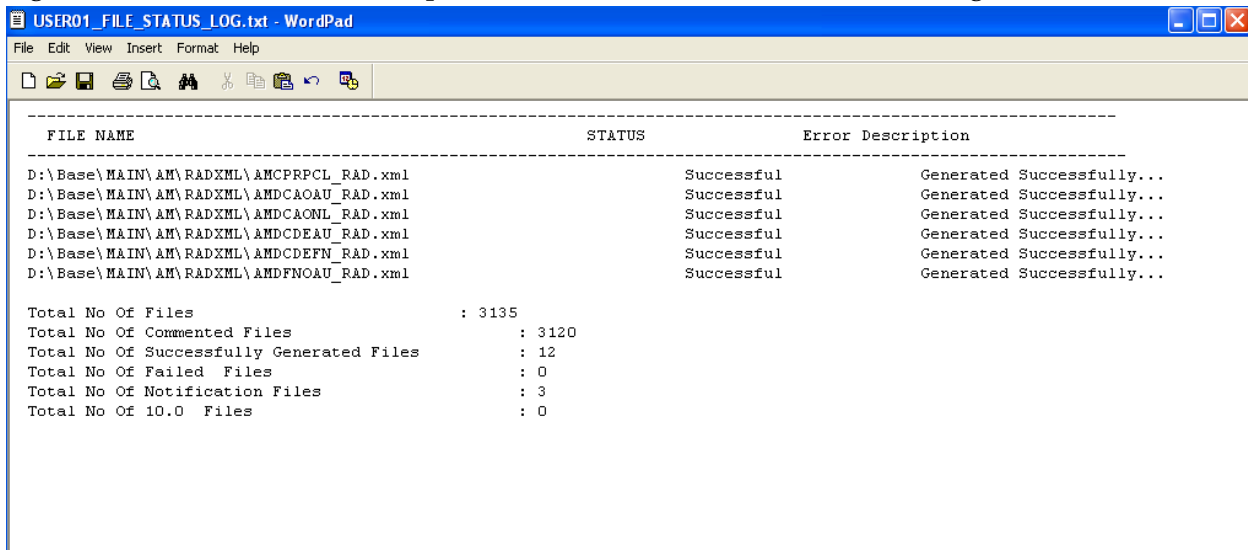 USER01_FILE_STATUS_LOG.txt - WordPad
File Edit View Insert Format Help
FILE NAME STATUS Error Description
D:\Base\MAIN\AM\RADXML\AMCPRPCL_RAD.xml Successful Generated Successfully...
D:\Base\MAIN\AM\RADXML\AMDCAOAU_RAD.xml Successful Generated Successfully...
D:\Base\MAIN\AM\RADXML\AMDCAONL_RAD.xml Successful Generated Successfully...
D:\Base\MAIN\AM\RADXML\AMDCDEAU_RAD.xml Successful Generated Successfully...
D:\Base\MAIN\AM\RADXML\AMDCDEFN_RAD.xml Successful Generated Successfully...
D:\Base\MAIN\AM\RADXML\AMDFNOAU_RAD.xml Successful Generated Successfully...
Total No Of Files : 3135
Total No Of Commented Files : 3120
Total No Of Successfully Generated Files : 12
Total No Of Failed Files : 0
Total No Of Notification Files : 3
Total No Of 10.0 Files : 0